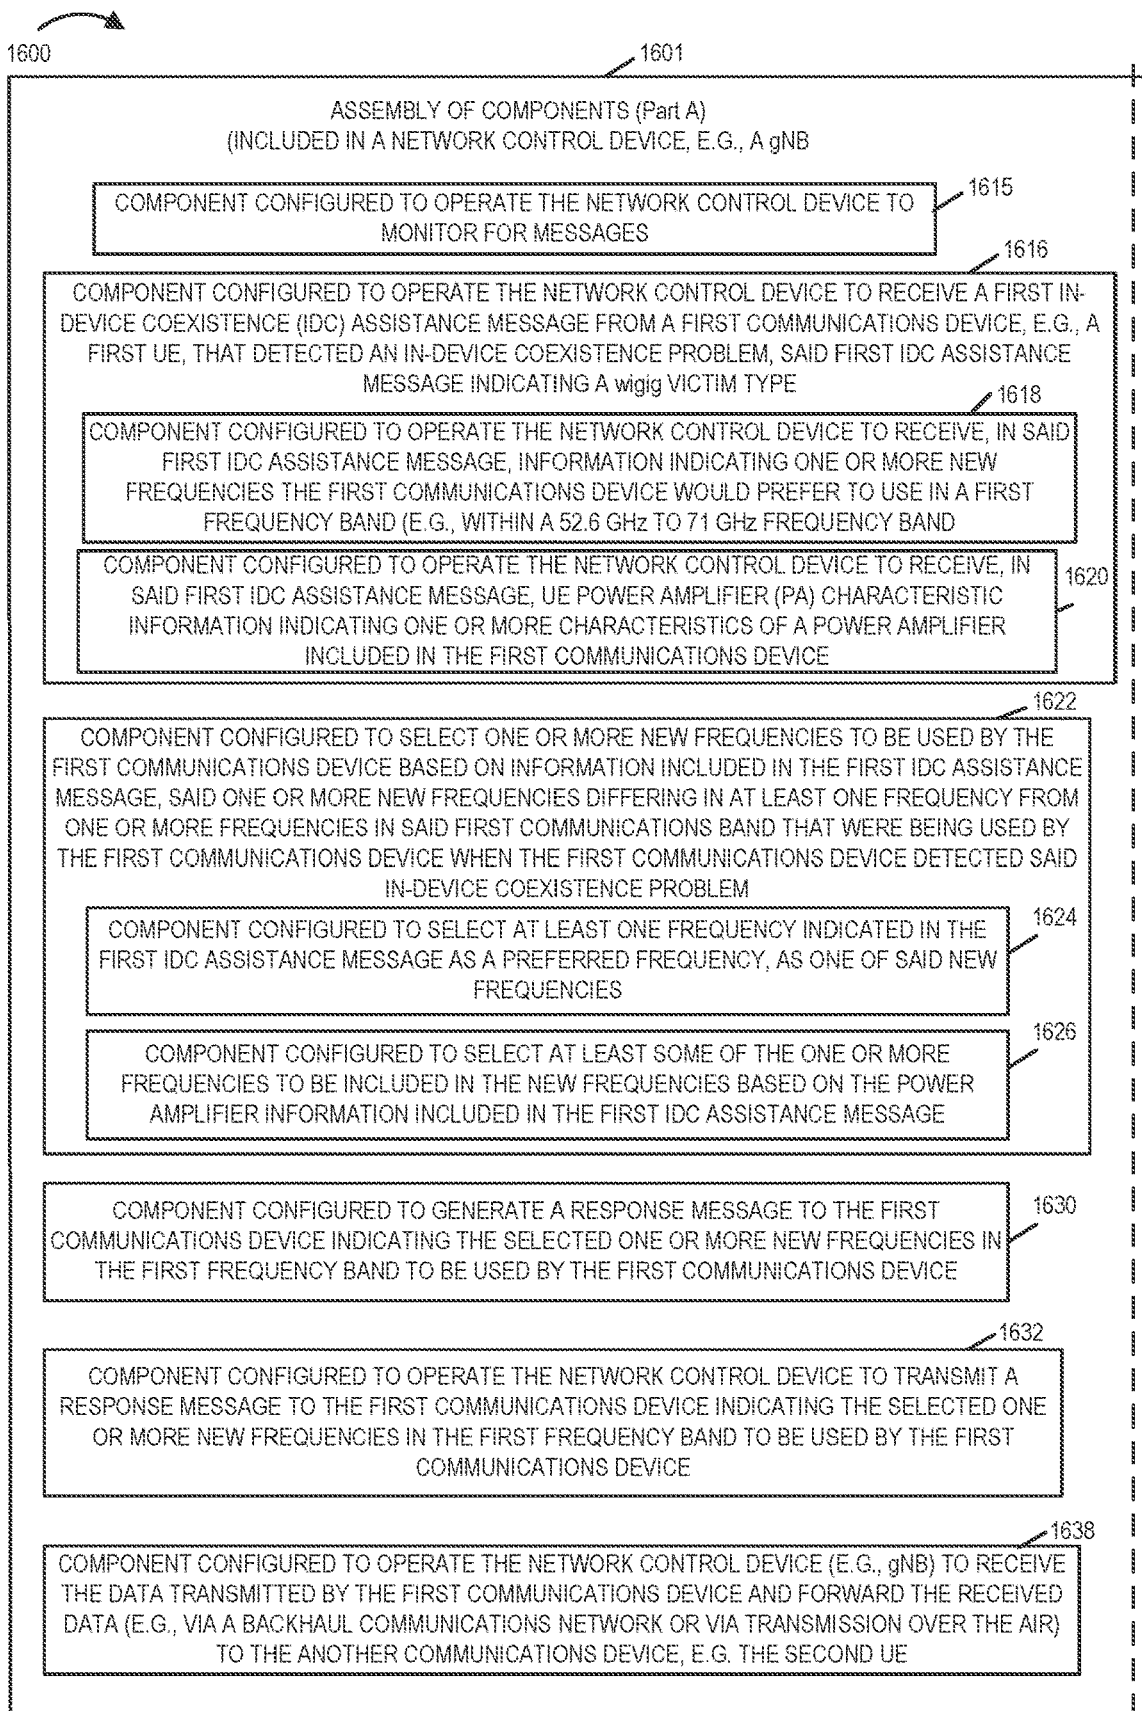 1600
1601
ASSEMBLY OF COMPONENTS (Part A)
(INCLUDED IN A NETWORK CONTROL DEVICE, E.G., A gNB
1615
COMPONENT CONFIGURED TO OPERATE THE NETWORK CONTROL DEVICE TO
MONITOR FOR MESSAGES
1616
COMPONENT CONFIGURED TO OPERATE THE NETWORK CONTROL DEVICE TO RECEIVE A FIRST IN-
DEVICE COEXISTENCE (IDC) ASSISTANCE MESSAGE FROM A FIRST COMMUNICATIONS DEVICE, E.G., A
FIRST UE, THAT DETECTED AN IN-DEVICE COEXISTENCE PROBLEM, SAID FIRST IDC ASSISTANCE
MESSAGE INDICATING A wigig VICTIM TYPE
1618
COMPONENT CONFIGURED TO OPERATE THE NETWORK CONTROL DEVICE TO RECEIVE, IN SAID
FIRST IDC ASSISTANCE MESSAGE, INFORMATION INDICATING ONE OR MORE NEW
FREQUENCIES THE FIRST COMMUNICATIONS DEVICE WOULD PREFER TO USE IN A FIRST
FREQUENCY BAND (E.G., WITHIN A 52.6 GHz TO 71 GHz FREQUENCY BAND
1620
COMPONENT CONFIGURED TO OPERATE THE NETWORK CONTROL DEVICE TO RECEIVE, IN
SAID FIRST IDC ASSISTANCE MESSAGE, UE POWER AMPLIFIER (PA) CHARACTERISTIC
INFORMATION INDICATING ONE OR MORE CHARACTERISTICS OF A POWER AMPLIFIER
INCLUDED IN THE FIRST COMMUNICATIONS DEVICE
1622
COMPONENT CONFIGURED TO SELECT ONE OR MORE NEW FREQUENCIES TO BE USED BY THE
FIRST COMMUNICATIONS DEVICE BASED ON INFORMATION INCLUDED IN THE FIRST IDC ASSISTANCE
MESSAGE, SAID ONE OR MORE NEW FREQUENCIES DIFFERING IN AT LEAST ONE FREQUENCY FROM
ONE OR MORE FREQUENCIES IN SAID FIRST COMMUNICATIONS BAND THAT WERE BEING USED BY
THE FIRST COMMUNICATIONS DEVICE WHEN THE FIRST COMMUNICATIONS DEVICE DETECTED SAID
IN-DEVICE COEXISTENCE PROBLEM
1624
COMPONENT CONFIGURED TO SELECT AT LEAST ONE FREQUENCY INDICATED IN THE
FIRST IDC ASSISTANCE MESSAGE AS A PREFERRED FREQUENCY, AS ONE OF SAID NEW
FREQUENCIES
1626
COMPONENT CONFIGURED TO SELECT AT LEAST SOME OF THE ONE OR MORE
FREQUENCIES TO BE INCLUDED IN THE NEW FREQUENCIES BASED ON THE POWER
AMPLIFIER INFORMATION INCLUDED IN THE FIRST IDC ASSISTANCE MESSAGE
1630
COMPONENT CONFIGURED TO GENERATE A RESPONSE MESSAGE TO THE FIRST
COMMUNICATIONS DEVICE INDICATING THE SELECTED ONE OR MORE NEW FREQUENCIES IN
THE FIRST FREQUENCY BAND TO BE USED BY THE FIRST COMMUNICATIONS DEVICE
1632
COMPONENT CONFIGURED TO OPERATE THE NETWORK CONTROL DEVICE TO TRANSMIT A
RESPONSE MESSAGE TO THE FIRST COMMUNICATIONS DEVICE INDICATING THE SELECTED ONE
OR MORE NEW FREQUENCIES IN THE FIRST FREQUENCY BAND TO BE USED BY THE FIRST
COMMUNICATIONS DEVICE
1638
COMPONENT CONFIGURED TO OPERATE THE NETWORK CONTROL DEVICE (E.G., gNB) TO RECEIVE
THE DATA TRANSMITTED BY THE FIRST COMMUNICATIONS DEVICE AND FORWARD THE RECEIVED
DATA (E.G., VIA A BACKHAUL COMMUNICATIONS NETWORK OR VIA TRANSMISSION OVER THE AIR)
TO THE ANOTHER COMMUNICATIONS DEVICE, E.G. THE SECOND UE